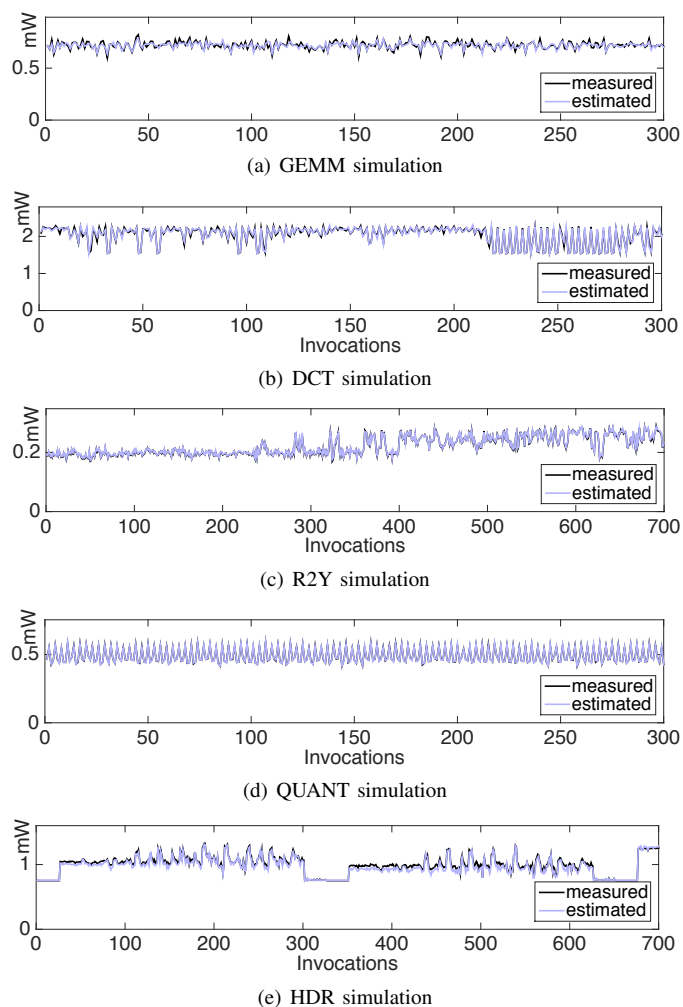 mW
0.5
0
measured
estimated
0 50 100 150 200 250 300
(a) GEMM simulation
mW
2
1
0
measured
estimated
0 50 100 150 200 250 300
Invocations
(b) DCT simulation
mW
0.2
0
measured
estimated
0 100 200 300 400 500 600 700
Invocations
(c) R2Y simulation
mW
0.5
0
measured
estimated
0 50 100 150 200 250 300
Invocations
(d) QUANT simulation
mW
1
0
measured
estimated
0 100 200 300 400 500 600 700
Invocations
(e) HDR simulation